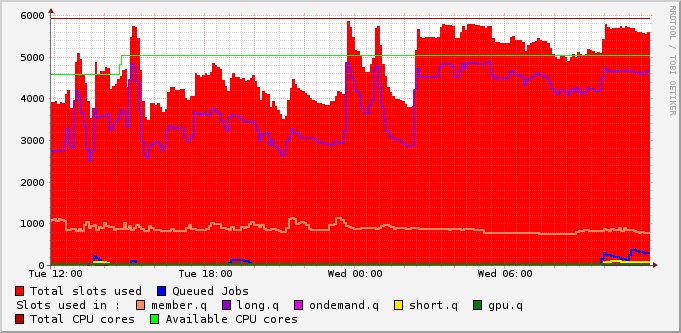 RRDTOOL / TOBI OETIKER
6000
5000
4000
3000
2000
1000
0
Tue 12:00 Tue 18:00 Wed 00:00 Wed 06:00
Total slots used Queued Jobs
Slots used in : member.q long.q ondemand.q short.q gpu.q
Total CPU cores Available CPU cores